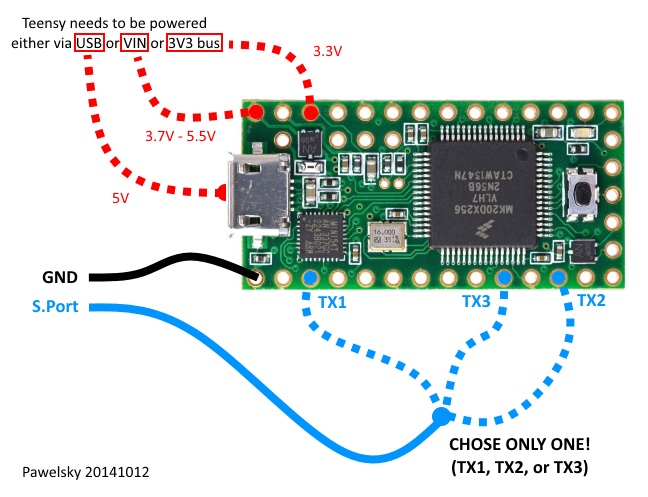 Teensy needs to be powered
either via USB or VIN or 3V3 bus
3.3V
3.7V - 5.5V
5V
MK20DX256
VLH7
2N56B
CTAW1547N
16.000
GND
S.Port
TX1
TX3
TX2
CHOSE ONLY ONE!
(TX1, TX2, or TX3)
Pawelsky 20141012